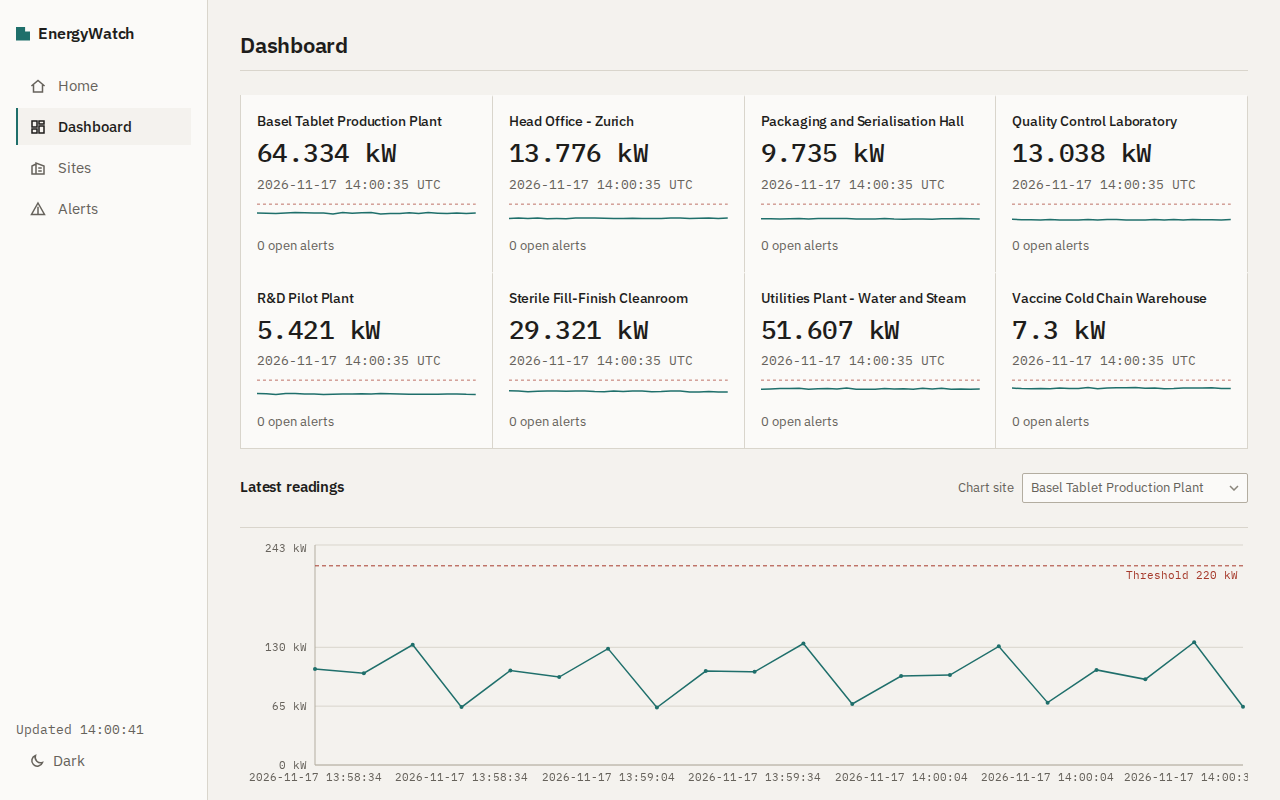 EnergyWatch
Home
Dashboard
Sites
Alerts
Updated 14:00:41
Dark
Dashboard
Basel Tablet Production Plant
64.334 kW
2026-11-17 14:00:35 UTC
0 open alerts
Head Office - Zurich
13.776 kW
2026-11-17 14:00:35 UTC
0 open alerts
Packaging and Serialisation Hall
9.735 kW
2026-11-17 14:00:35 UTC
0 open alerts
Quality Control Laboratory
13.038 kW
2026-11-17 14:00:35 UTC
0 open alerts
R&D Pilot Plant
5.421 kW
2026-11-17 14:00:35 UTC
0 open alerts
Sterile Fill-Finish Cleanroom
29.321 kW
2026-11-17 14:00:35 UTC
0 open alerts
Utilities Plant - Water and Steam
51.607 kW
2026-11-17 14:00:35 UTC
0 open alerts
Vaccine Cold Chain Warehouse
7.3 kW
2026-11-17 14:00:35 UTC
0 open alerts
Latest readings
Chart site
Basel Tablet Production Plant
243 kW
Threshold 220 kW
130 kW
65 kW
0 kW
2026-11-17 13:58:34 2026-11-17 13:58:34 2026-11-17 13:59:04 2026-11-17 13:59:34 2026-11-17 14:00:04 2026-11-17 14:00:04 2026-11-17 14:00:3